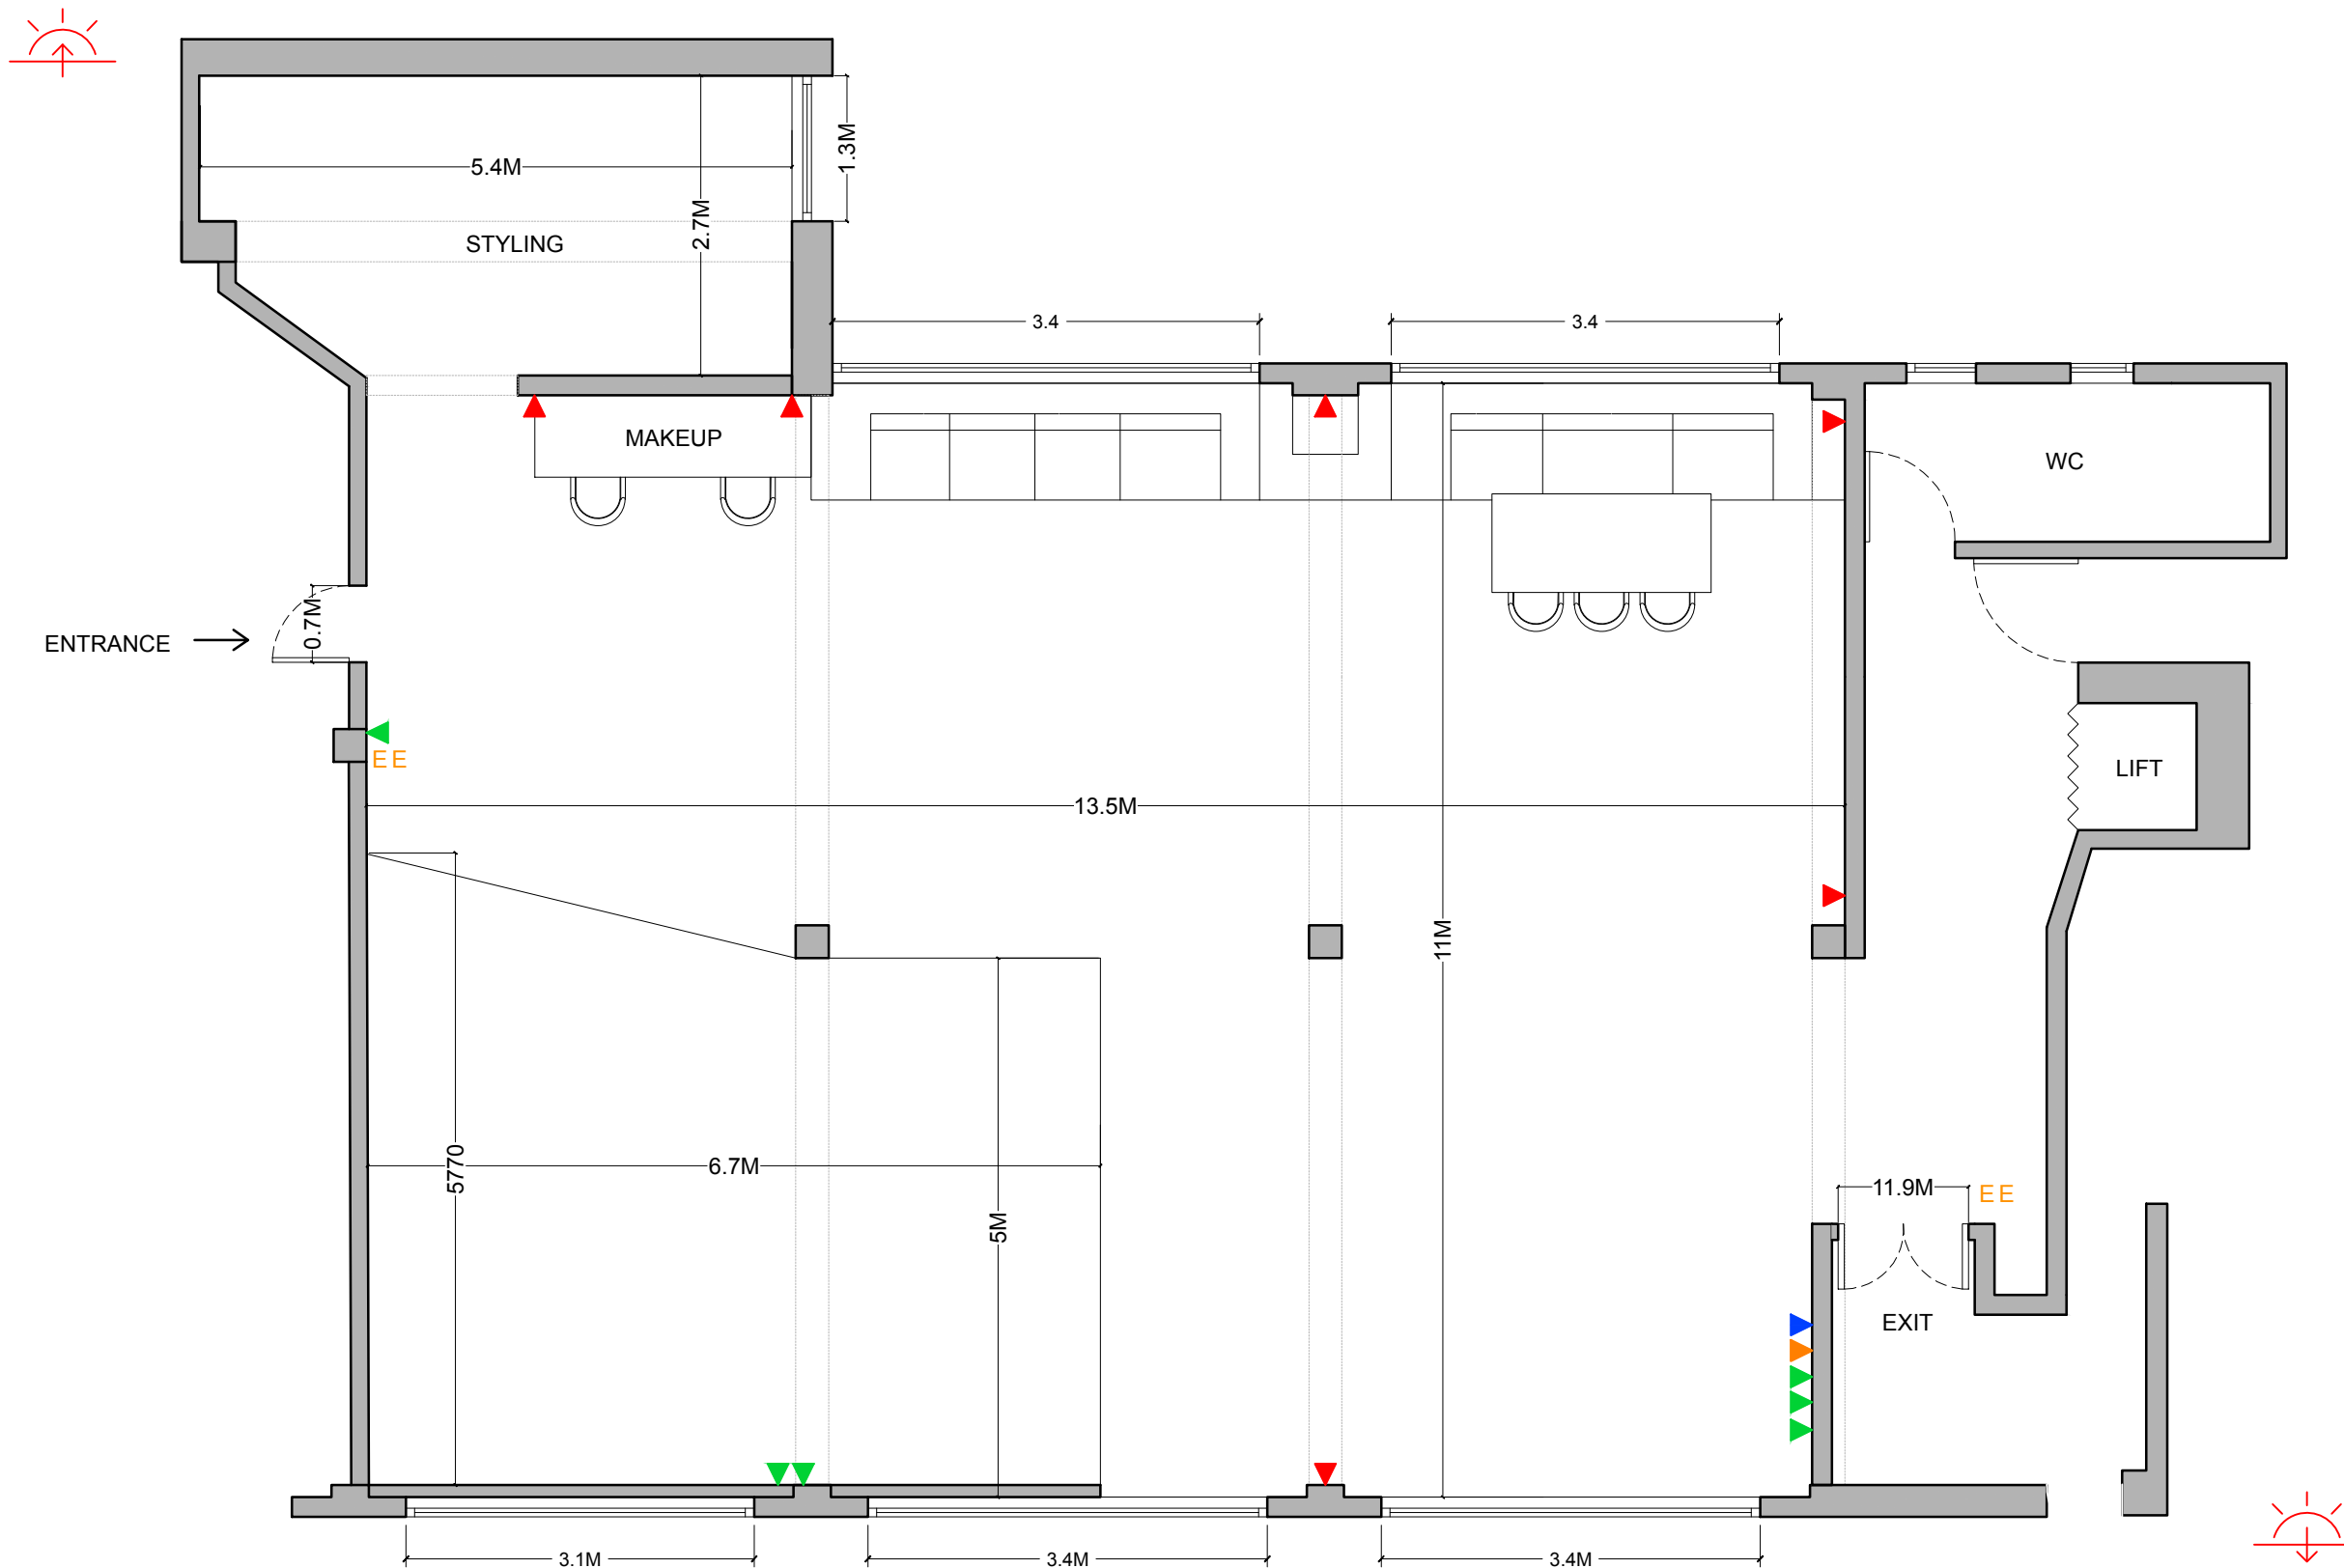 1.3M
5.4M
2.7M
STYLING
3.4
3.4
MAKEUP
WC
0.7M
ENTRANCE
E E
LIFT
13.5M
11M
5770
6.7M
5M
11.9M
E E
EXIT
3.1M
3.4M
3.4M